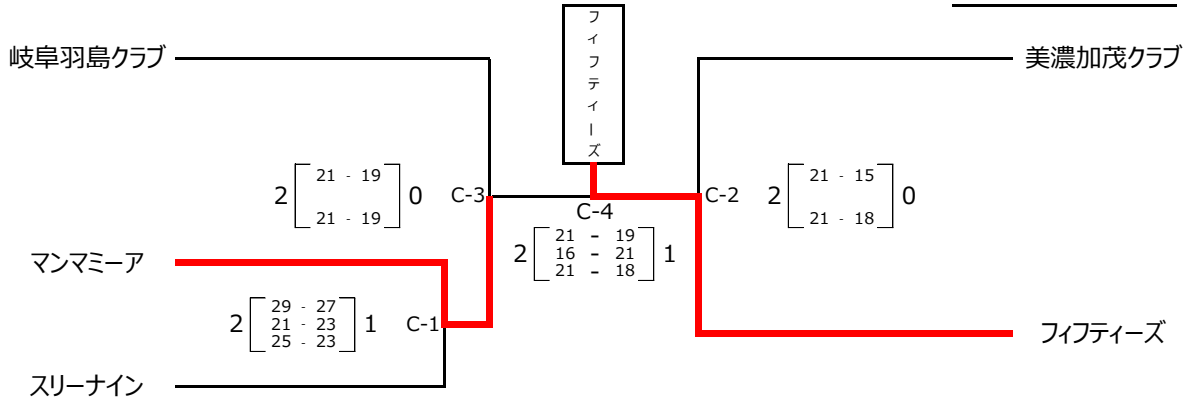 フィフティーズ
岐阜羽島クラブ
美濃加茂クラブ
2 21 - 19 0
21 - 19
C-3
C-2
2 21 - 15 0
21 - 18
C-4
2 21 - 19 1
16 - 21
21 - 18
マンマミーア
2 29 - 27 1
21 - 23
25 - 23
C-1
フィフティーズ
スリーナイン